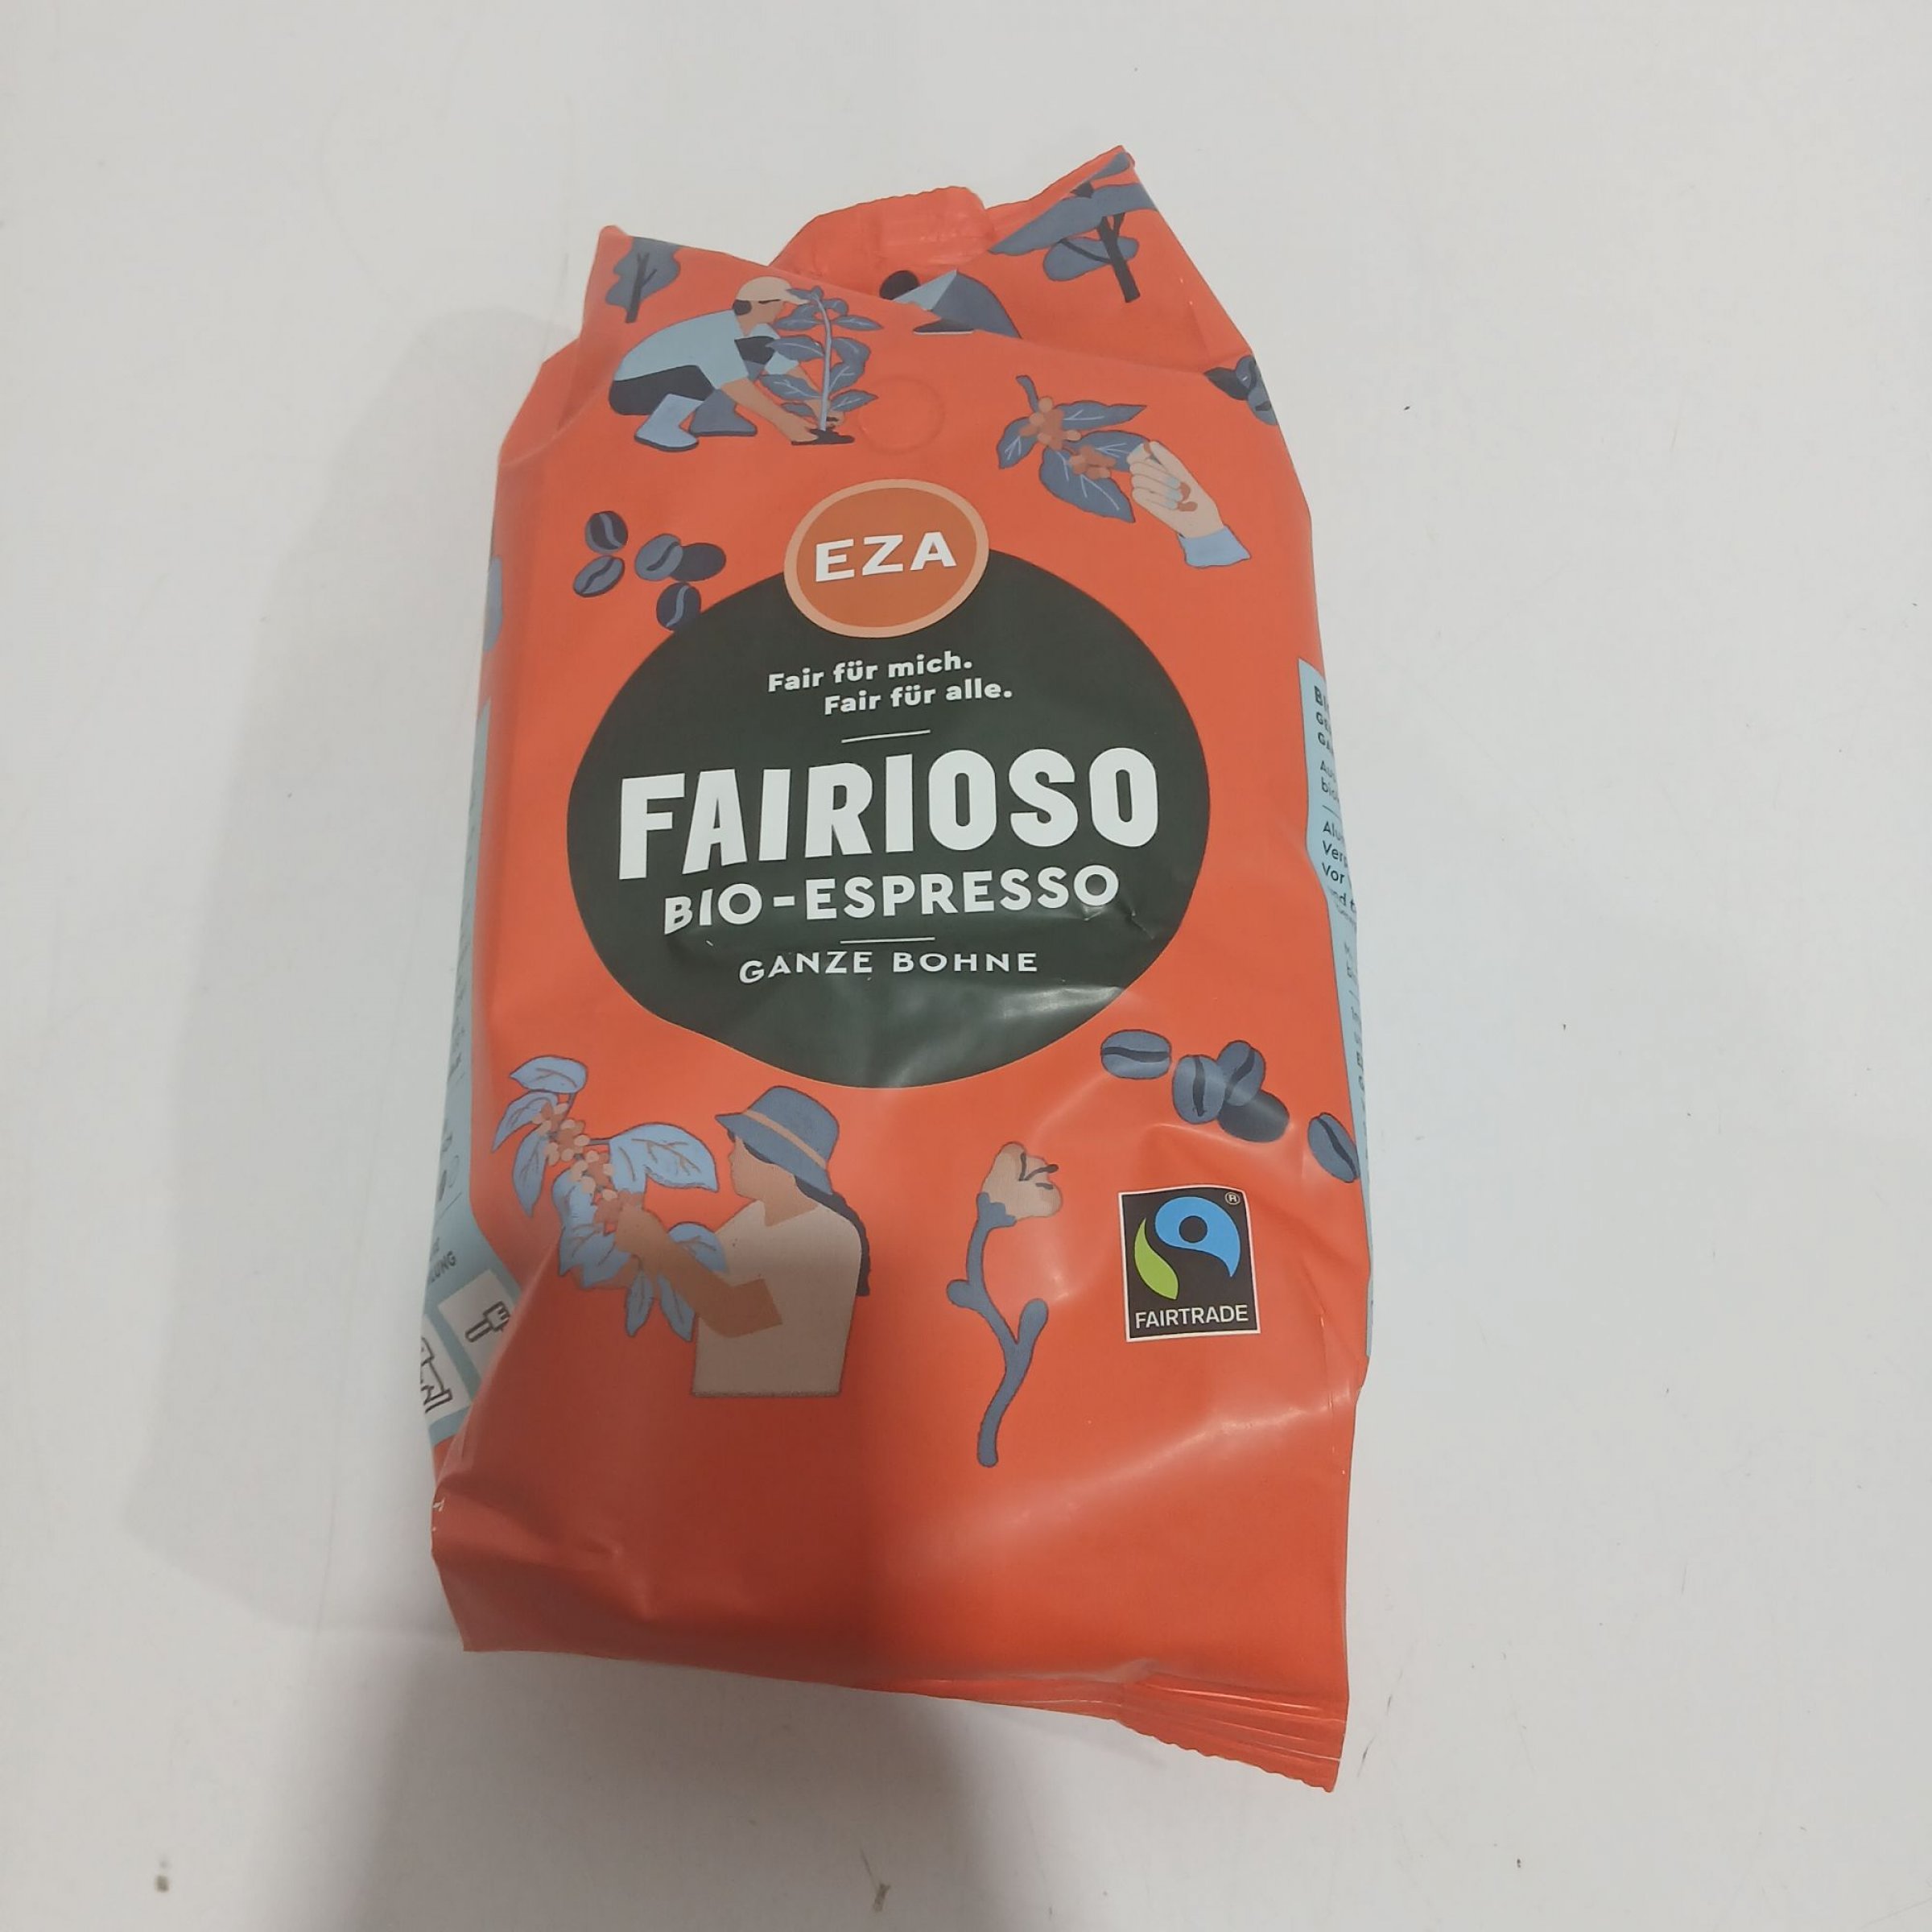 EZA
Fair für mich.
Fair für alle.
FAIRIOSO
BIO-ESPRESSO
GANZE BOHNE
FAIRTRADE
®